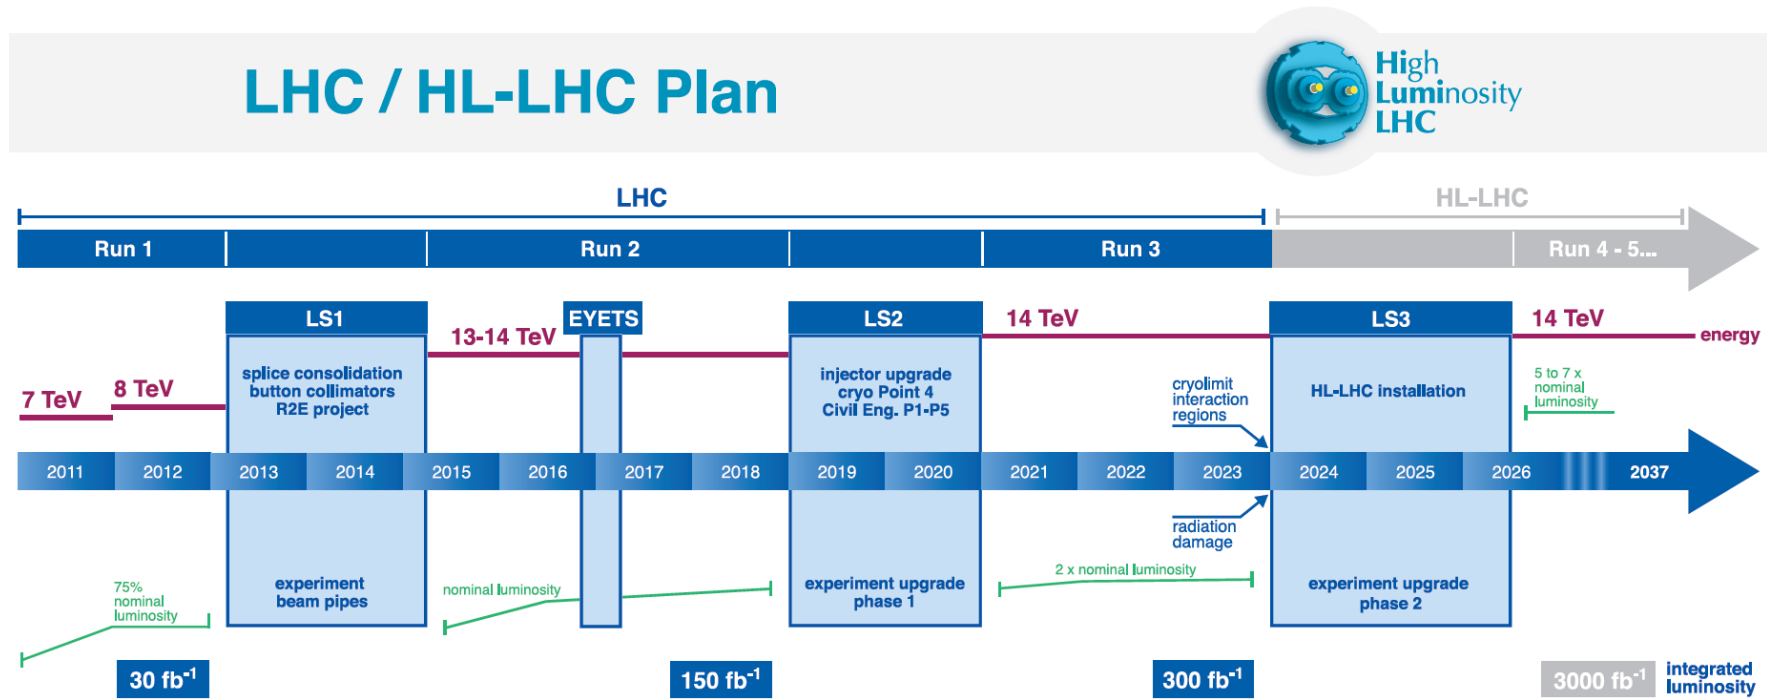 LHC / HL-LHC Plan
High
Luminosity
LHC
LHC
HL-LHC
Run 1
Run 2
Run 3
Run 4 - 5...
LS1
EYETS
LS2
LS3
13-14 TeV
14 TeV
14 TeV
energy
7 TeV
8 TeV
splice consolidation
button collimators
R2E project
injector upgrade
cryo Point 4
Civil Eng. P1-P5
cryolimit
interaction
regions
HL-LHC installation
5 to 7 x
nominal
luminosity
2011
2012
2013
2014
2015
2016
2017
2018
2019
2020
2021
2022
2023
2024
2025
2026
2037
radiation
damage
75%
nominal
luminosity
experiment
beam pipes
nominal luminosity
experiment upgrade
phase 1
2 x nominal luminosity
experiment upgrade
phase 2
30 fb⁻¹
150 fb⁻¹
300 fb⁻¹
3000 fb⁻¹
integrated
luminosity